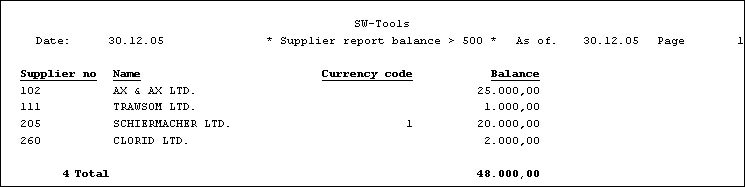 SW-Tools
Date: 30.12.05 * Supplier report balance > 500 * As of. 30.12.05 Page 1
Supplier no Name Currency code Balance
102 AX & AX LTD. 25.000,00
111 TRAWSOM LTD. 1.000,00
205 SCHIERMACHER LTD. 1 20.000,00
260 CLORID LTD. 2.000,00
4 Total 48.000,00